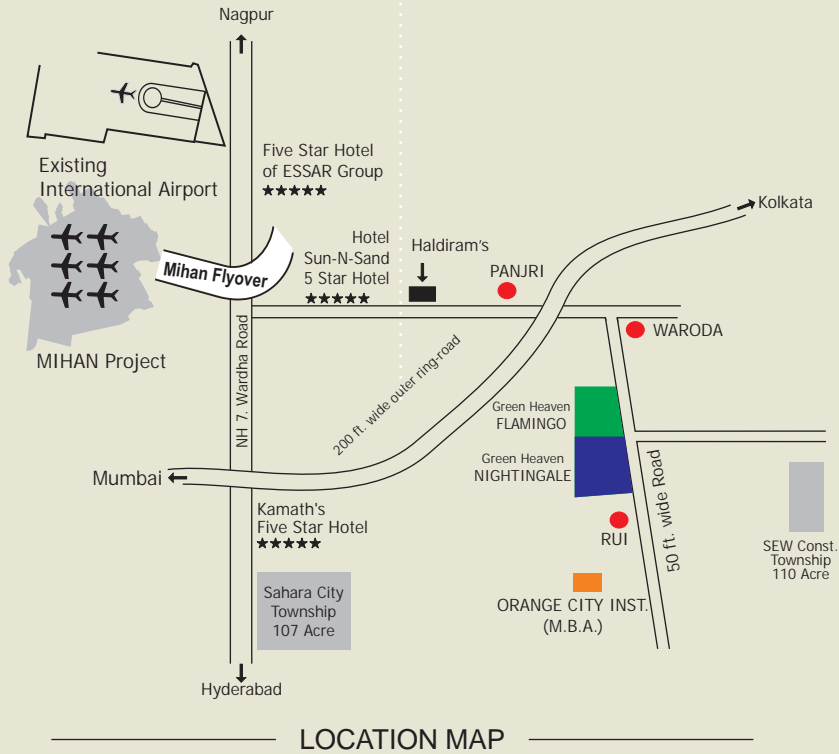 Nagpur
Existing
International Airport
Five Star Hotel
of ESSAR Group
Kolkata
Mihan Flyover
Hotel
Sun-N-Sand
5 Star Hotel
Haldiram's
PANJRI
WARODA
MIHAN Project
NH 7. Wardha Road
200 ft. wide outer ring-road
Green Heaven
FLAMINGO
Green Heaven
NIGHTINGALE
50 ft. wide Road
Mumbai
Kamath's
Five Star Hotel
RUI
SEW Const.
Township
110 Acre
Sahara City
Township
107 Acre
ORANGE CITY INST.
(M.B.A.)
Hyderabad
LOCATION MAP